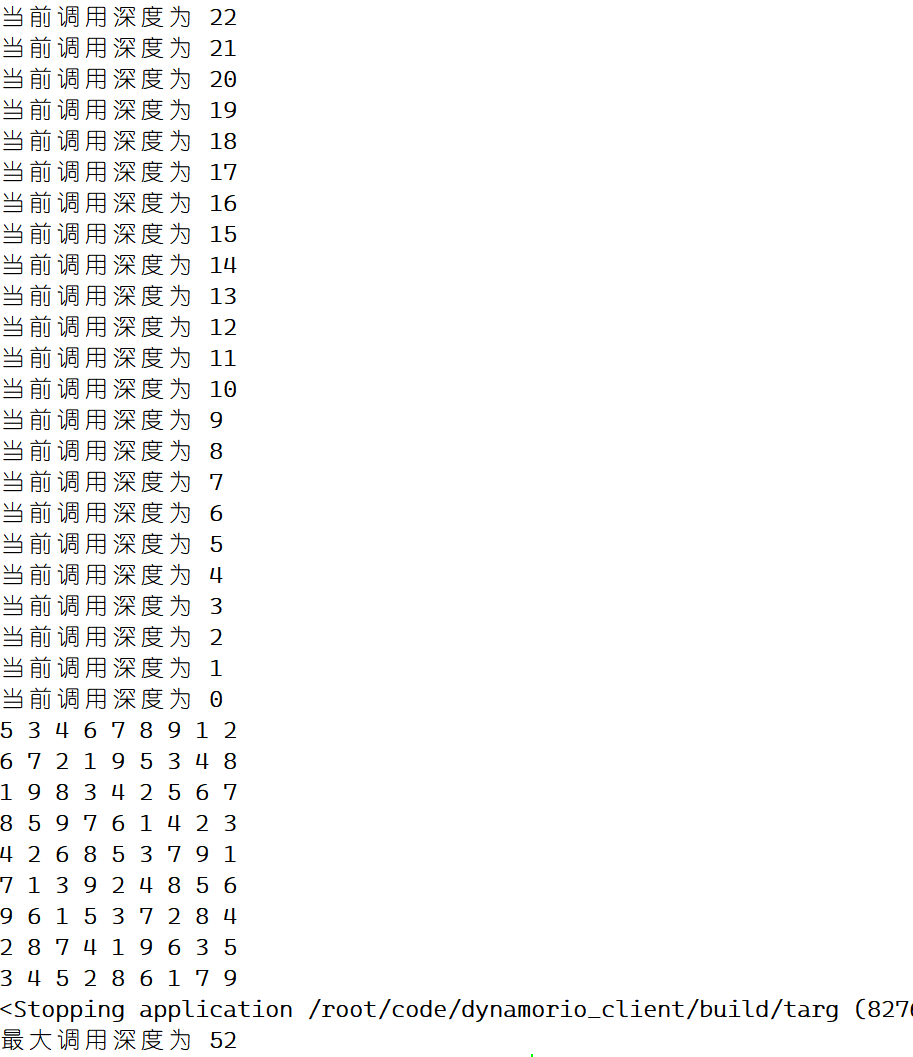 当前调用深度为 22
当前调用深度为 21
当前调用深度为 20
当前调用深度为 19
当前调用深度为 18
当前调用深度为 17
当前调用深度为 16
当前调用深度为 15
当前调用深度为 14
当前调用深度为 13
当前调用深度为 12
当前调用深度为 11
当前调用深度为 10
当前调用深度为 9
当前调用深度为 8
当前调用深度为 7
当前调用深度为 6
当前调用深度为 5
当前调用深度为 4
当前调用深度为 3
当前调用深度为 2
当前调用深度为 1
当前调用深度为 0
5 3 4 6 7 8 9 1 2
6 7 2 1 9 5 3 4 8
1 9 8 3 4 2 5 6 7
8 5 9 7 6 1 4 2 3
4 2 6 8 5 3 7 9 1
7 1 3 9 2 4 8 5 6
9 6 1 5 3 7 2 8 4
2 8 7 4 1 9 6 3 5
3 4 5 2 8 6 1 7 9
<Stopping application /root/code/dynamorio_client/build/targ (827
最大调用深度为 52